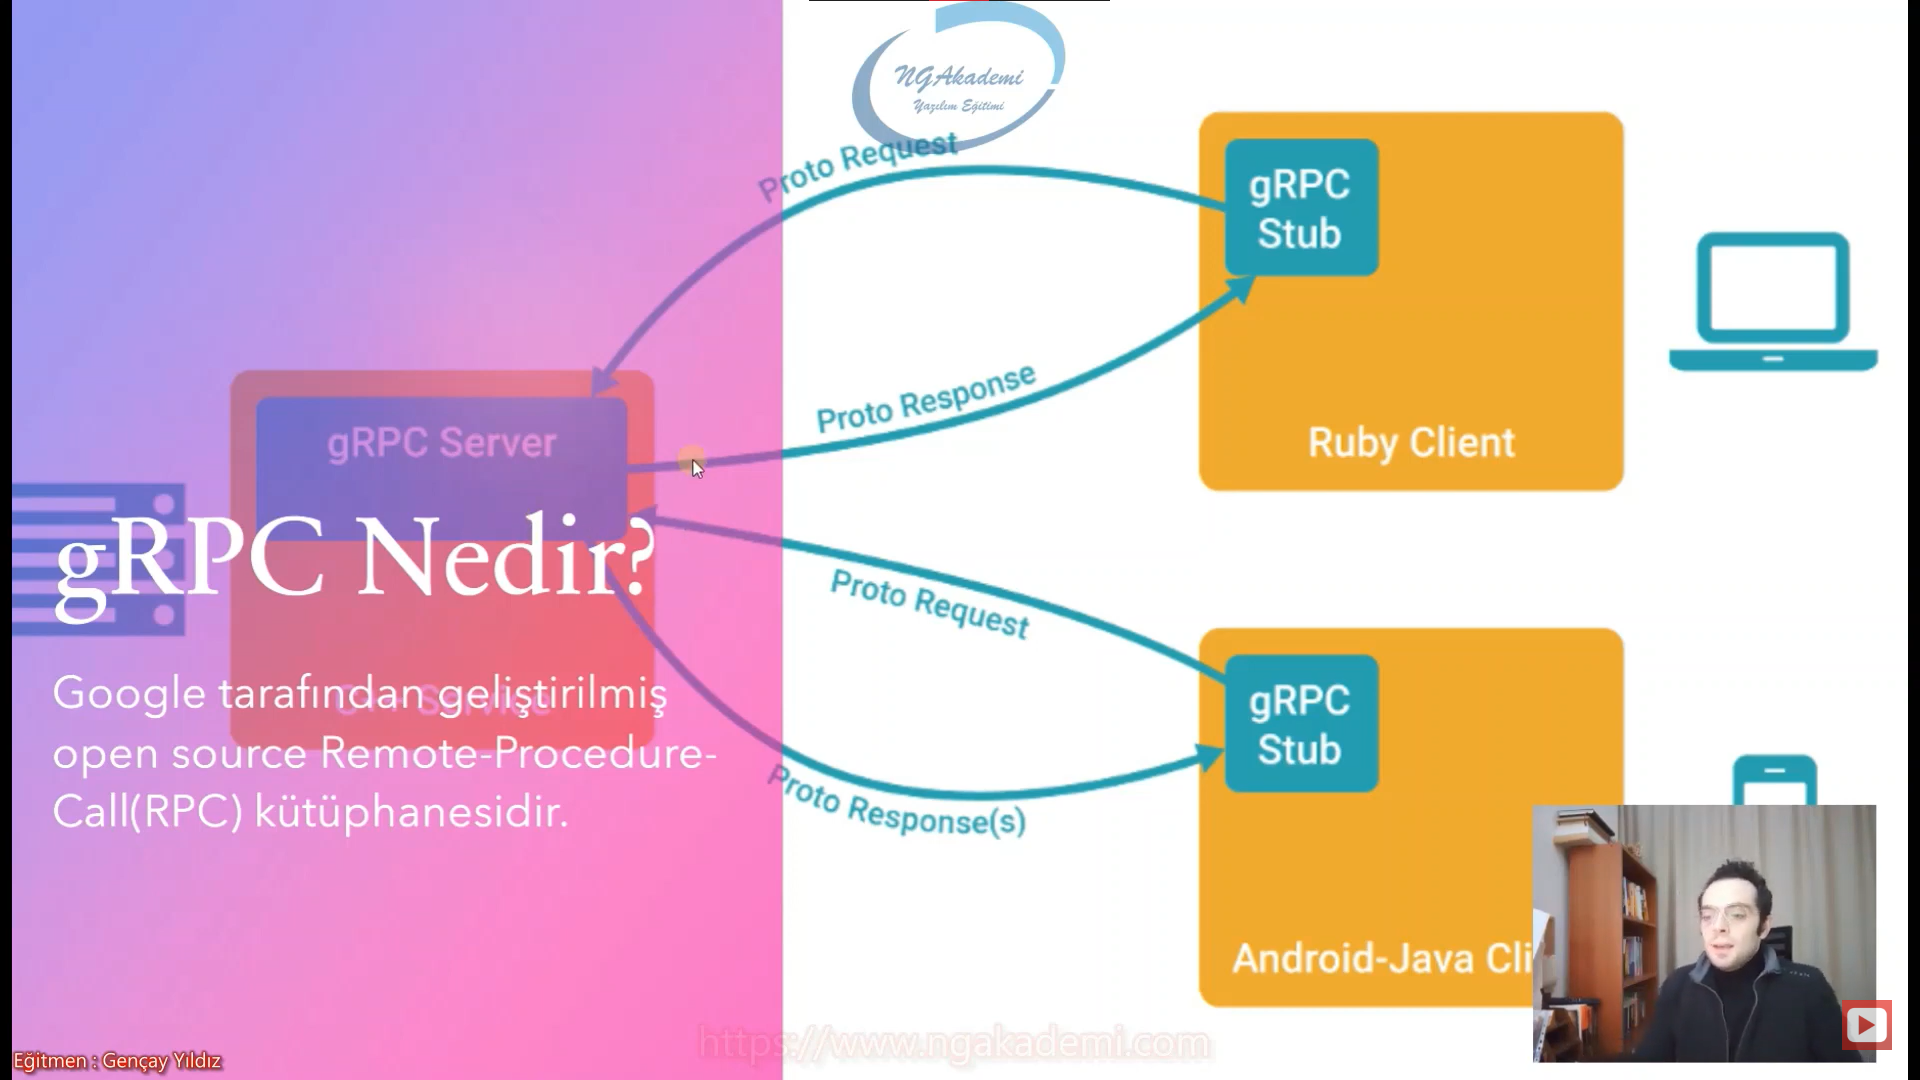 NGAkademi
Yazılım Eğitimi
Proto Request
gRPC
Stub
Proto Response
Ruby Client
gRPC Server
gRPC Nedir?
Proto Request
gRPC
Stub
C++ Service
Google tarafından geliştirilmiş
open source Remote-Procedure-
Call(RPC) kütüphanesidir.
Proto Response(s)
Android-Java Cli
https://www.ngakademi.com
Eğitmen : Gençay Yıldız